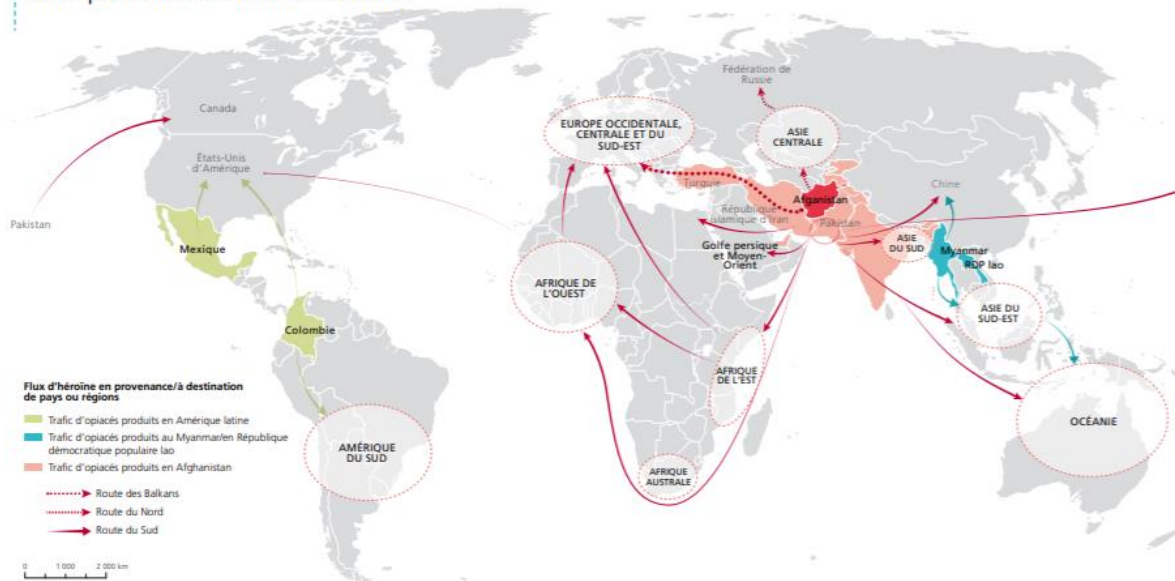 Fédération de
Russie
Canada
EUROPE OCCIDENTALE,
CENTRALE ET DU
SUD-EST
ASIE
CENTRALE
États-Unis
d'Amérique
Turquie
Afganistan
Chine
République
islamique d'Iran
Pakistan
Pakistan
Mexique
Golfe persique
et Moyen-
Orient
ASIE
DU SUD
Myanmar
RDP lao
AFRIQUE DE
L'OUEST
ASIE DU
SUD-EST
Colombie
AFRIQUE
DE L'EST
Flux d'héroïne en provenance/à destination
de pays ou régions
Trafic d'opiacés produits en Amérique latine
Trafic d'opiacés produits au Myanmar/en République
démocratique populaire lao
Trafic d'opiacés produits en Afghanistan
Route des Balkans
Route du Nord
Route du Sud
AMÉRIQUE
DU SUD
OCÉANIE
AFRIQUE
AUSTRALE
0 1 000 2 000 km